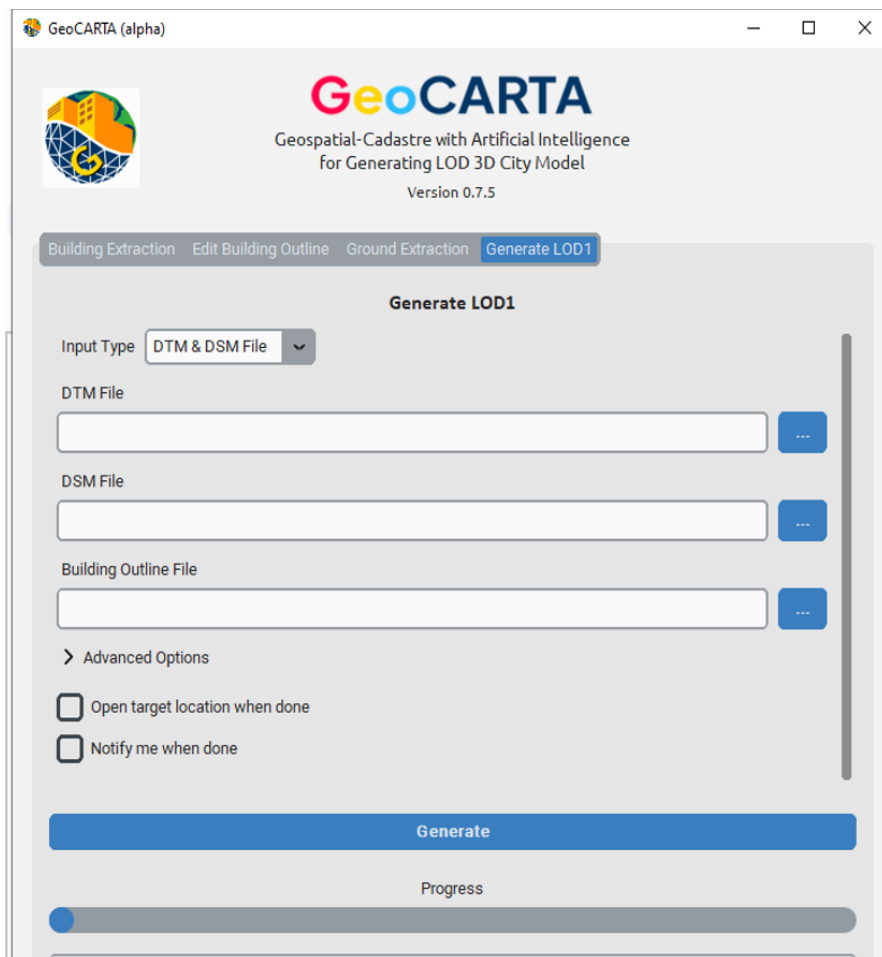 GeoCARTA (alpha)
GeoCARTA
Geospatial-Cadastre with Artificial Intelligence
for Generating LOD 3D City Model
Version 0.7.5
Building Extraction Edit Building Outline Ground Extraction Generate LOD1
Generate LOD1
Input Type DTM & DSM File
DTM File
...
DSM File
...
Building Outline File
...
Advanced Options
Open target location when done
Notify me when done
Generate
Progress